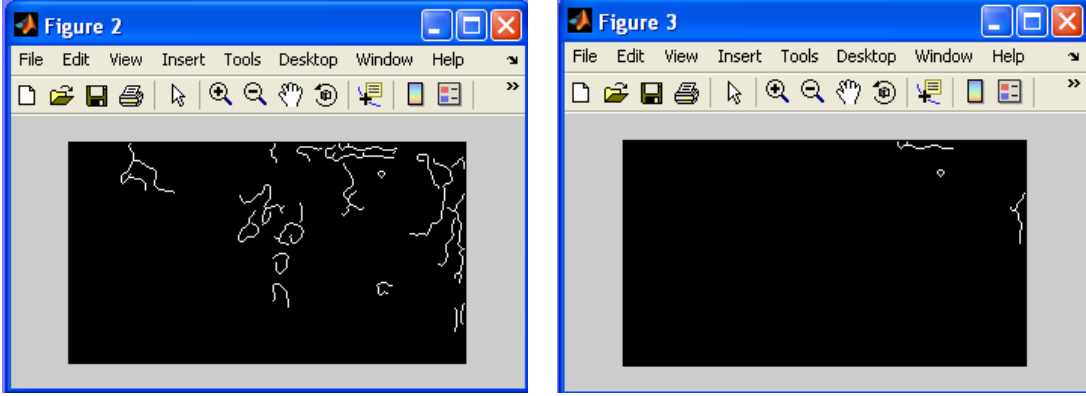 Figure 2
File Edit View Insert Tools Desktop Window Help
Figure 3
File Edit View Insert Tools Desktop Window Help